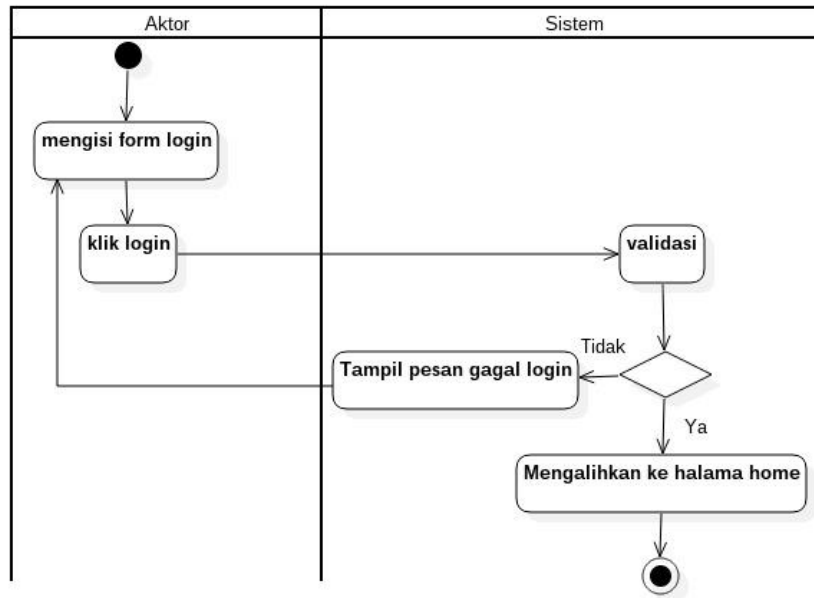 Aktor
Sistem
mengisi form login
klik login
validasi
Tidak
Tampil pesan gagal login
Ya
Mengalihkan ke halama home